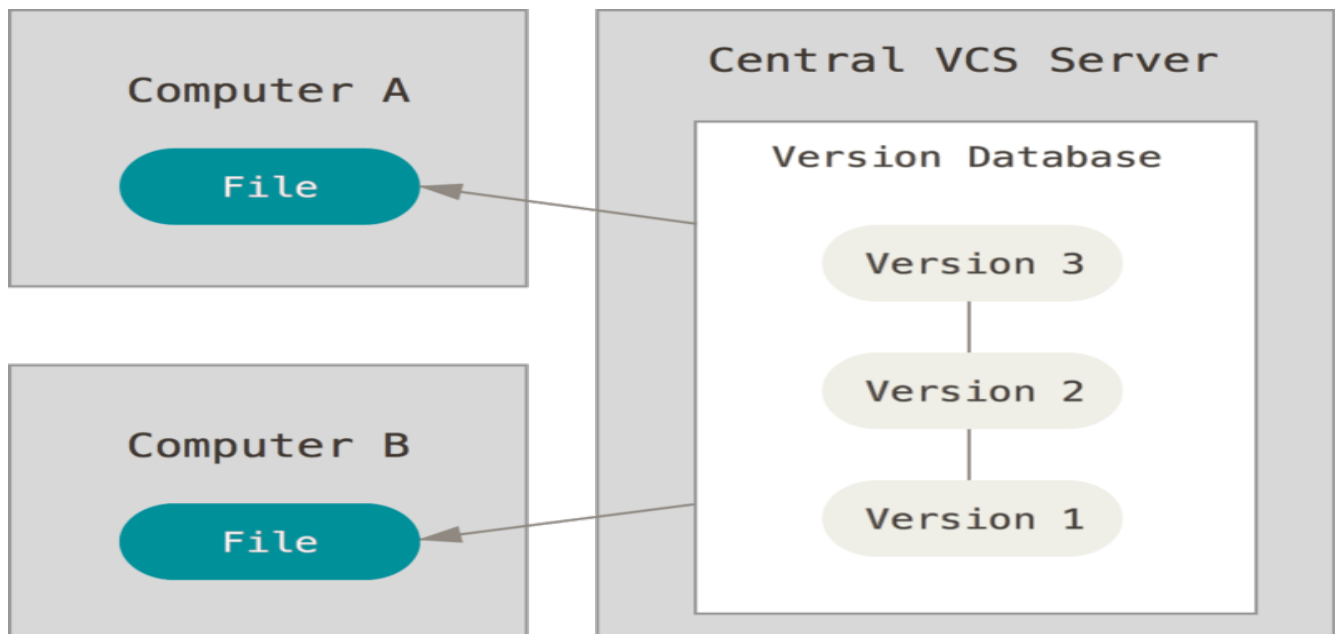 Computer A
File
Computer B
File
Central VCS Server
Version Database
Version 3
Version 2
Version 1